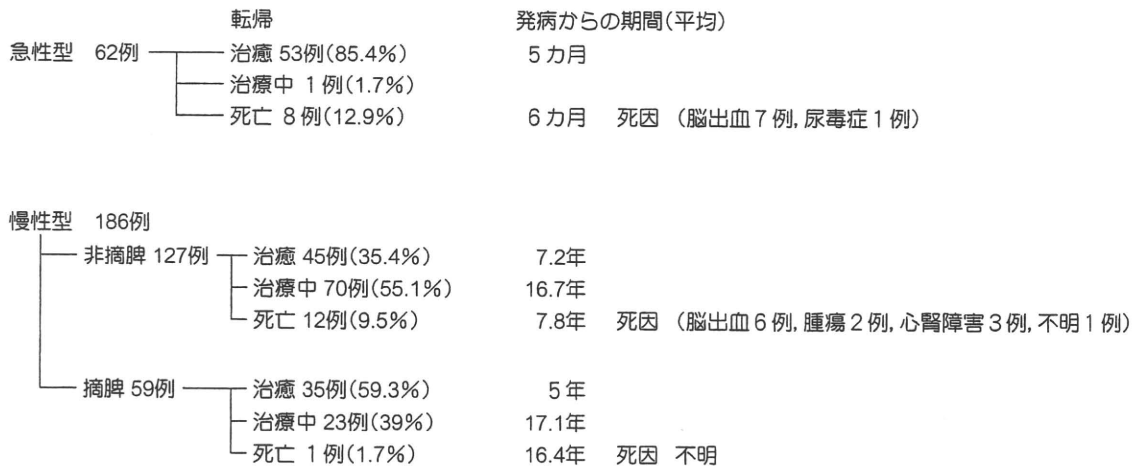 転帰 発病からの期間(平均)
急性型 62例 治癒 53例(85.4%) 5カ月
治療中 1例(1.7%)
死亡 8例(12.9%) 6カ月 死因 (脳出血7例, 尿毒症1例)
慢性型 186例
非摘脾 127例 治癒 45例(35.4%) 7.2年
治療中 70例(55.1%) 16.7年
死亡 12例(9.5%) 7.8年 死因 (脳出血6例, 腫瘍2例, 心腎障害3例, 不明1例)
摘脾 59例 治癒 35例(59.3%) 5年
治療中 23例(39%) 17.1年
死亡 1例(1.7%) 16.4年 死因 不明